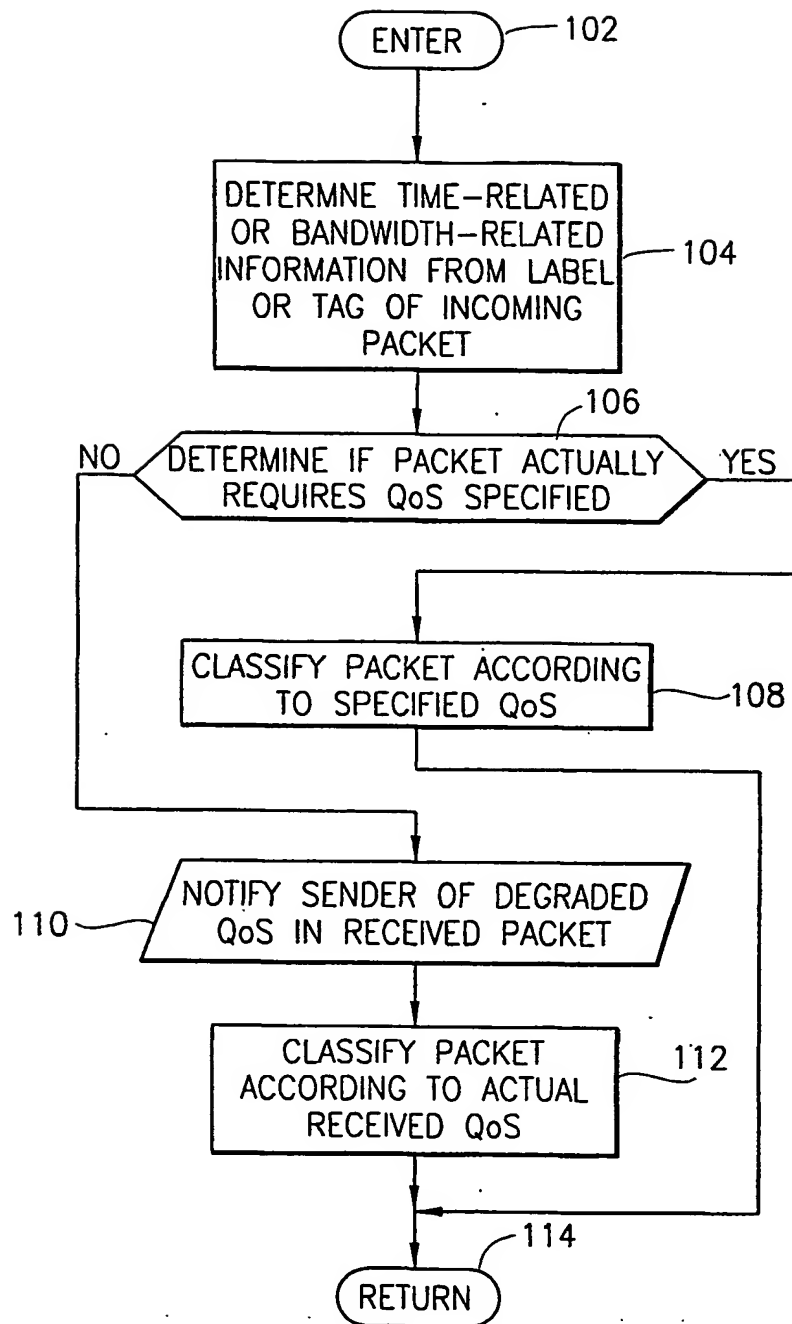 ENTER
102
DETERMNE TIME-RELATED
OR BANDWIDTH-RELATED
INFORMATION FROM LABEL
OR TAG OF INCOMING
PACKET
104
106
NO
DETERMINE IF PACKET ACTUALLY
REQUIRES QoS SPECIFIED
YES
CLASSIFY PACKET ACCORDING
TO SPECIFIED QoS
108
NOTIFY SENDER OF DEGRADED
QoS IN RECEIVED PACKET
110
CLASSIFY PACKET
ACCORDING TO ACTUAL
RECEIVED QoS
112
114
RETURN